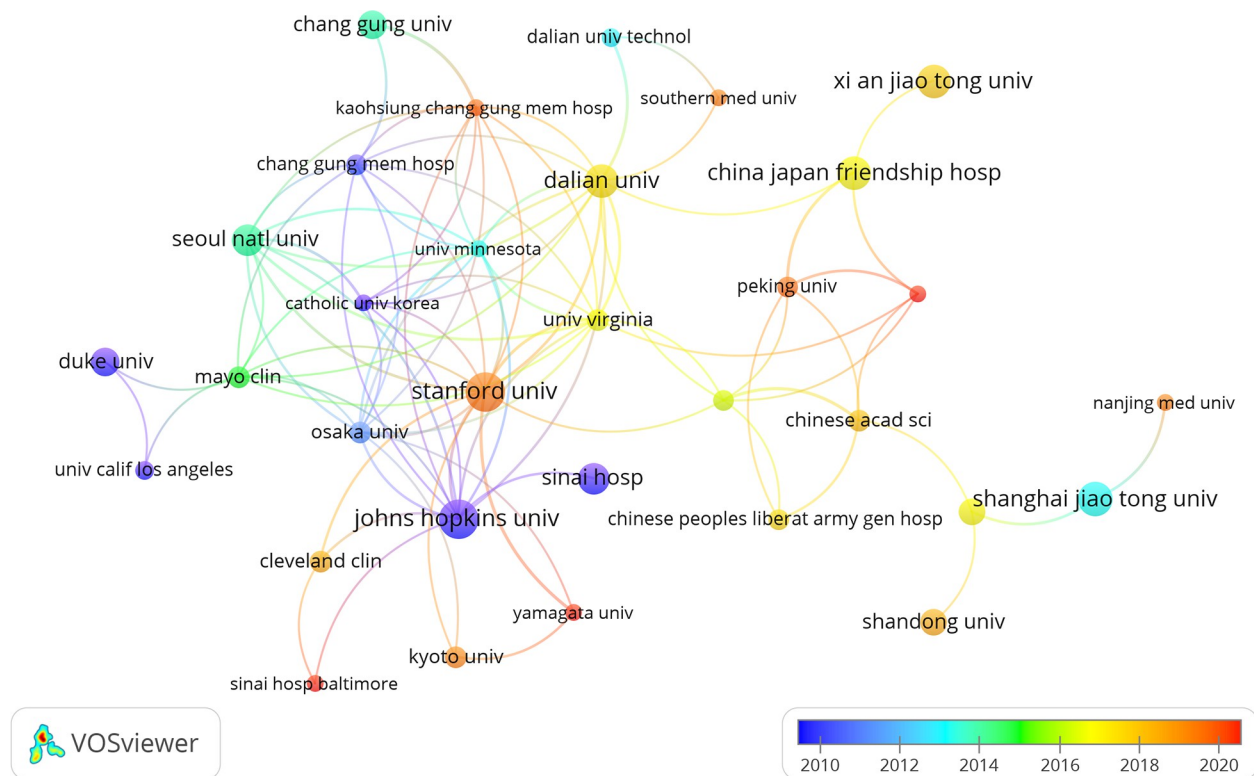 chang gung univ
dalian univ technol
xi an jiao tong univ
southern med univ
kaohsiung chang gung mem hosp
chang gung mem hosp
dalian univ
china japan friendship hosp
seoul natl univ
univ minnesota
peking univ
catholic univ korea
univ virginia
duke univ
mayo clin
stanford univ
nanjing med univ
chinese acad sci
osaka univ
univ calif los angeles
sinai hosp
shanghai jiao tong univ
johns hopkins univ
chinese peoples liberat army gen hosp
cleveland clin
yamagata univ
shandong univ
kyoto univ
sinai hosp baltimore
VOSviewer
2010 2012 2014 2016 2018 2020